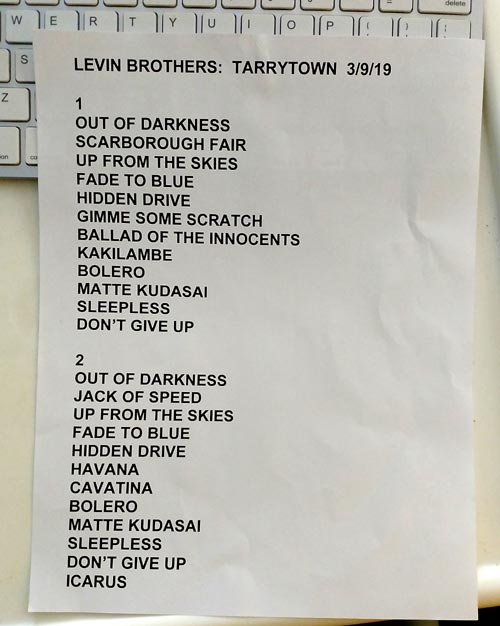 delete
W E R T Y U I O P { [ } ]
S
Z
LEVIN BROTHERS: TARRYTOWN 3/9/19
1
OUT OF DARKNESS
SCARBOROUGH FAIR
UP FROM THE SKIES
FADE TO BLUE
HIDDEN DRIVE
GIMME SOME SCRATCH
BALLAD OF THE INNOCENTS
KAKILAMBE
BOLERO
MATTE KUDASAI
SLEEPLESS
DON'T GIVE UP
2
OUT OF DARKNESS
JACK OF SPEED
UP FROM THE SKIES
FADE TO BLUE
HIDDEN DRIVE
HAVANA
CAVATINA
BOLERO
MATTE KUDASAI
SLEEPLESS
DON'T GIVE UP
ICARUS